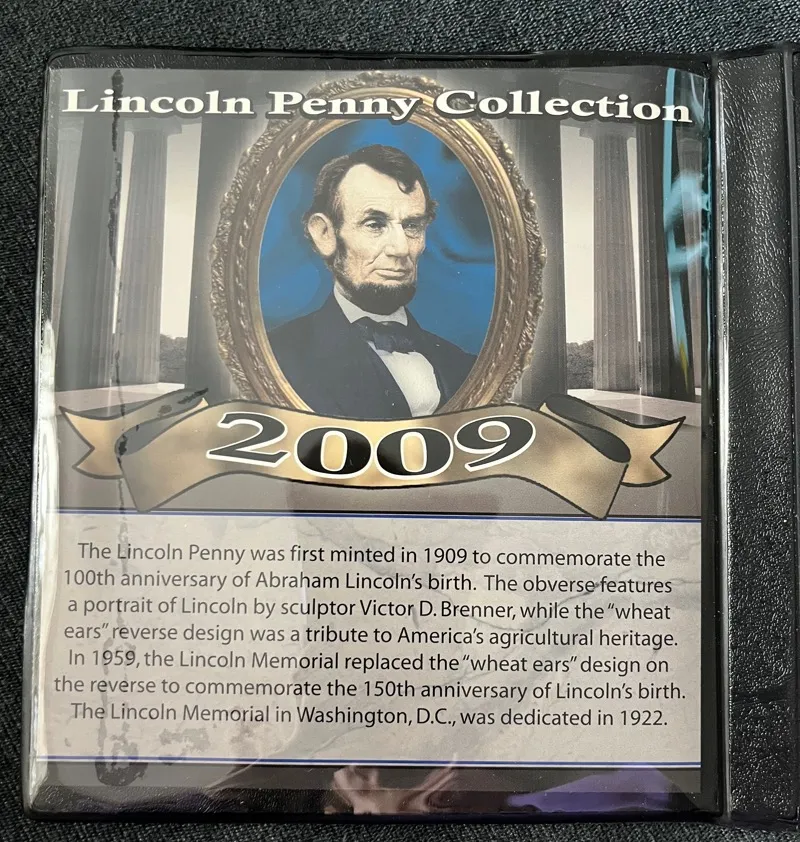 Lincoln Penny Collection
2009
The Lincoln Penny was first minted in 1909 to commemorate the
100th anniversary of Abraham Lincoln's birth. The obverse features
a portrait of Lincoln by sculptor Victor D. Brenner, while the "wheat
ears" reverse design was a tribute to America's agricultural heritage.
In 1959, the Lincoln Memorial replaced the "wheat ears" design on
the reverse to commemorate the 150th anniversary of Lincoln's birth.
The Lincoln Memorial in Washington, D.C., was dedicated in 1922.